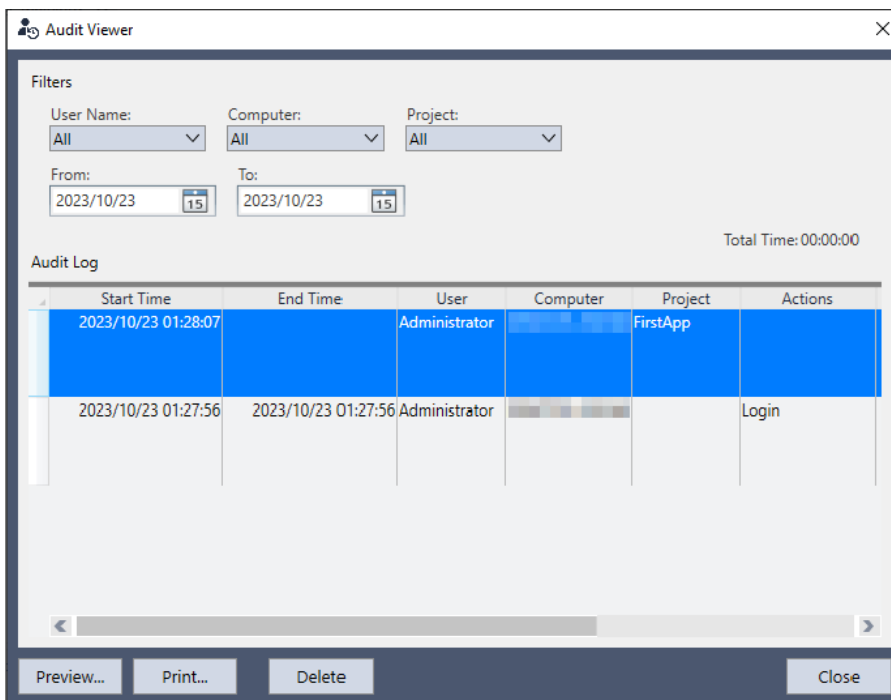 Audit Viewer
Filters
User Name: Computer: Project:
All All All
From: To:
2023/10/23 15 2023/10/23 15
Total Time: 00:00:00
Audit Log
Start Time End Time User Computer Project Actions
2023/10/23 01:28:07 Administrator FirstApp
2023/10/23 01:27:56 2023/10/23 01:27:56 Administrator Login
Preview... Print... Delete Close